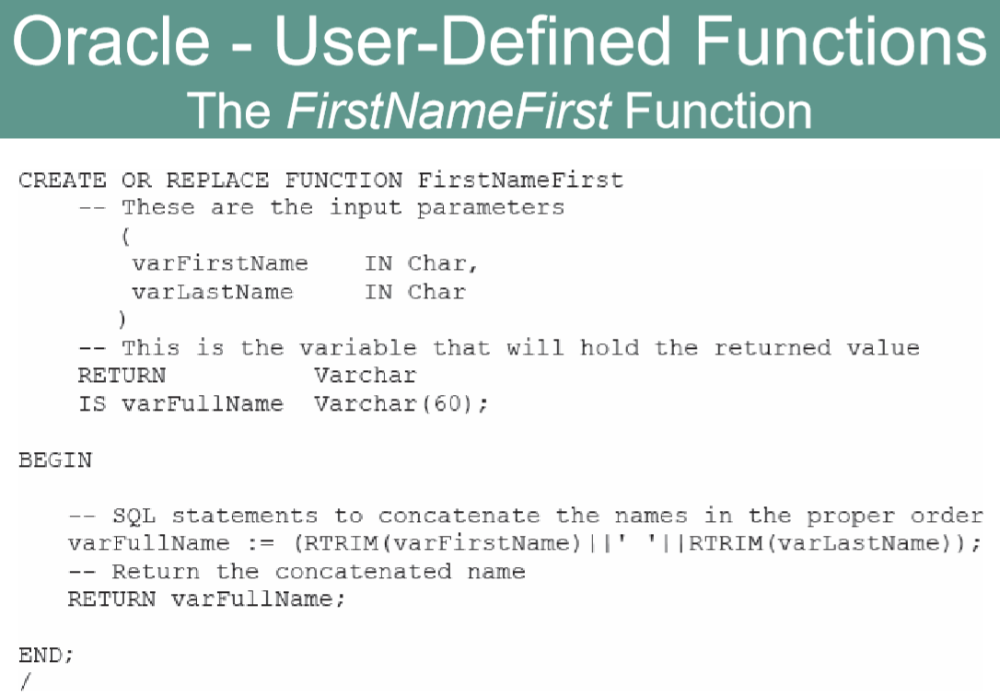 Oracle - User-Defined Functions
The FirstNameFirst Function
CREATE OR REPLACE FUNCTION FirstNameFirst
-- These are the input parameters
(
varFirstName IN Char,
varLastName IN Char
)
-- This is the variable that will hold the returned value
RETURN Varchar
IS varFullName Varchar(60);
BEGIN
-- SQL statements to concatenate the names in the proper order
varFullName := (RTRIM(varFirstName)||' '||RTRIM(varLastName));
-- Return the concatenated name
RETURN varFullName;
END;
/